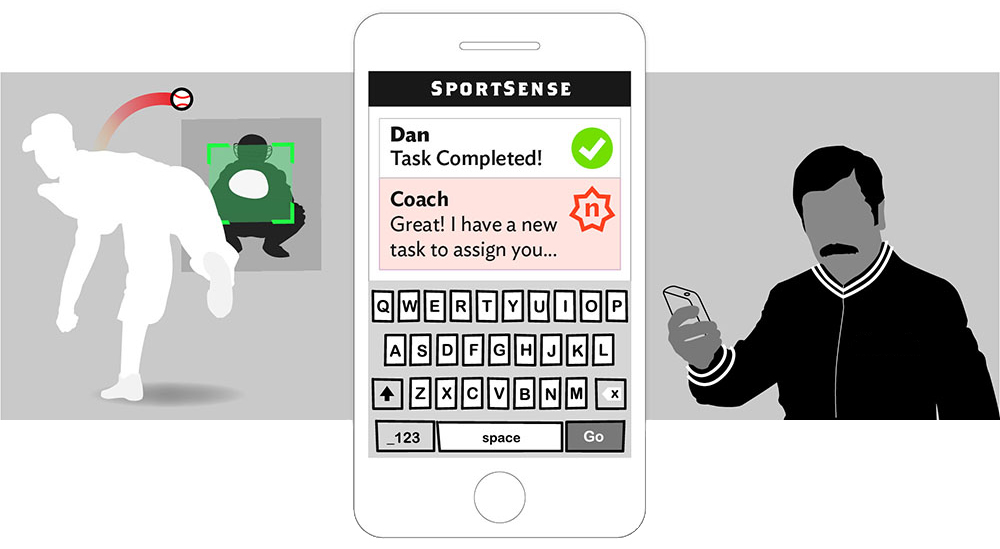 SPORTSENSE
Dan
Task Completed!
Coach
Great! I have a new
task to assign you...
n
Q W E R T Y U I O P
A S D F G H J K L
Z X C V B N M x
_123 space Go